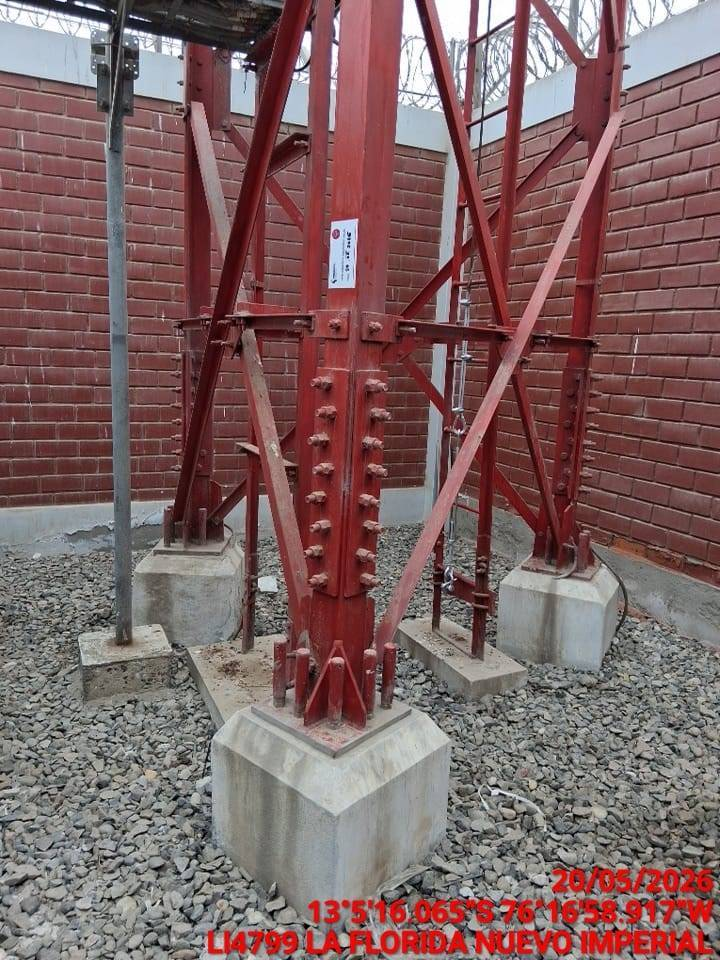 20/05/2026
13°5'16.065"S 76°16'58.917"W
LI4799 LA FLORIDA NUEVO IMPERIAL